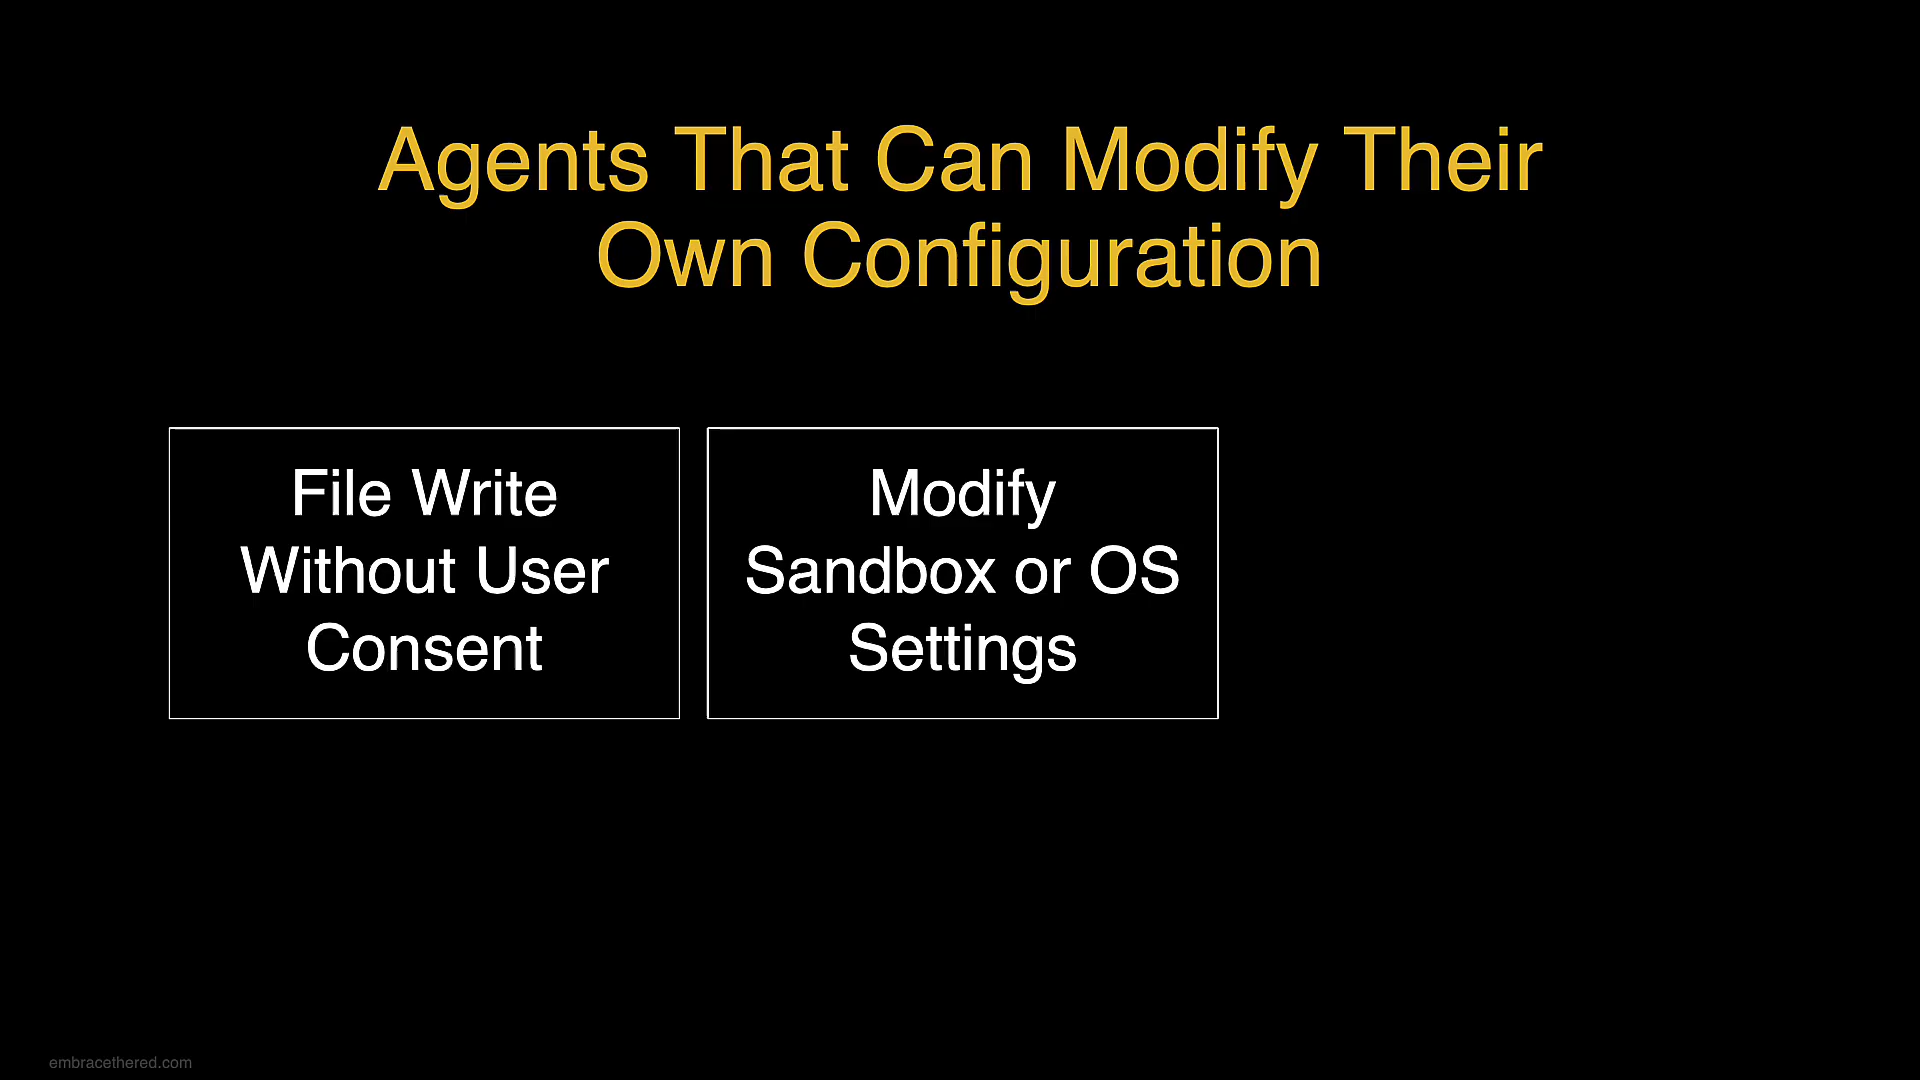 Agents That Can Modify Their
Own Configuration
File Write
Without User
Consent
Modify
Sandbox or OS
Settings
embracethered.com